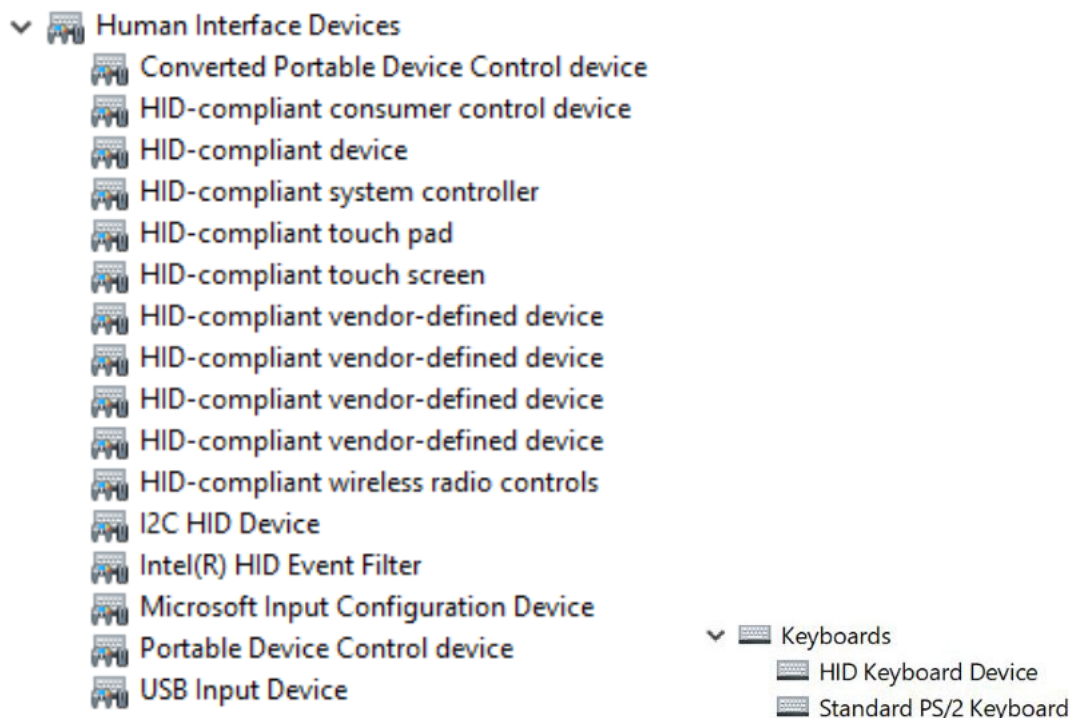 Human Interface Devices
Converted Portable Device Control device
HID-compliant consumer control device
HID-compliant device
HID-compliant system controller
HID-compliant touch pad
HID-compliant touch screen
HID-compliant vendor-defined device
HID-compliant vendor-defined device
HID-compliant vendor-defined device
HID-compliant vendor-defined device
HID-compliant wireless radio controls
I2C HID Device
Intel(R) HID Event Filter
Microsoft Input Configuration Device
Portable Device Control device
USB Input Device
Keyboards
HID Keyboard Device
Standard PS/2 Keyboard